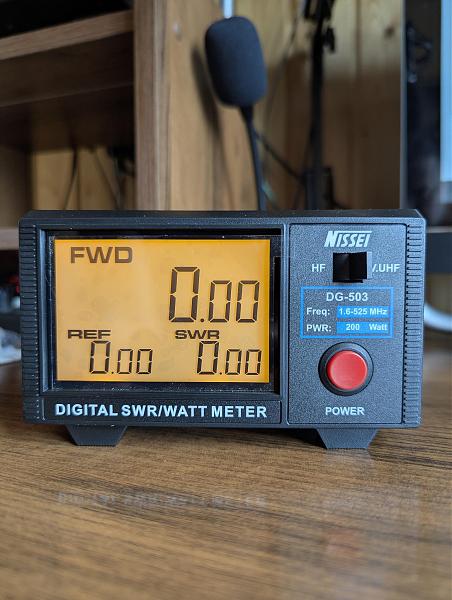 FWD
0.00
REF SWR
0.00 0.00
DIGITAL SWR/WATT METER
NISSEI
HF V.UHF
DG-503
Freq: 1.6-525 MHz
PWR: 200 Watt
POWER